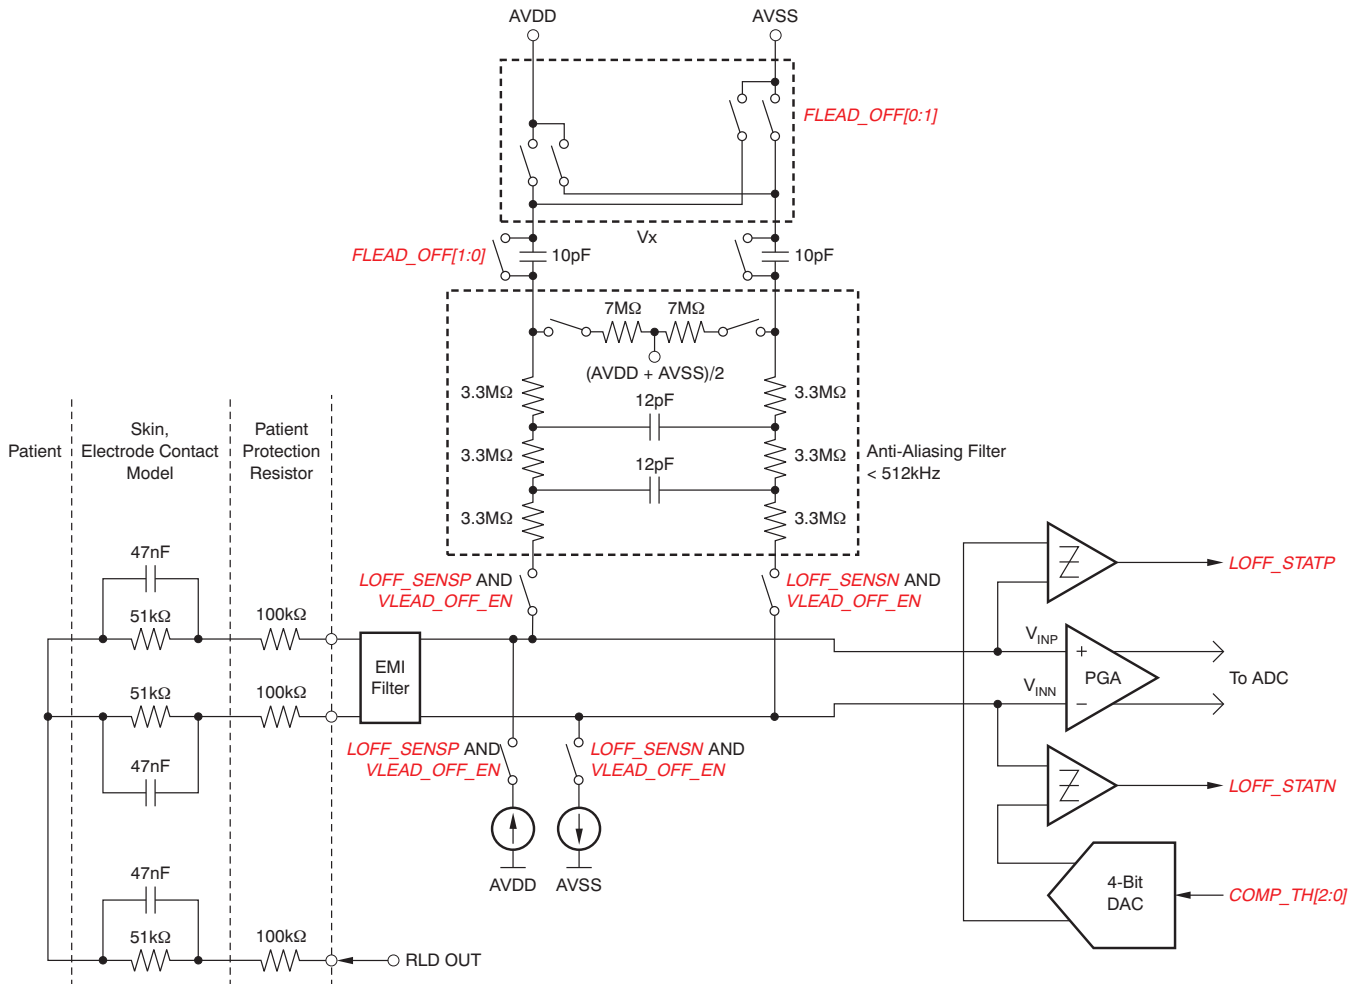 AVDD
AVSS
FLEAD_OFF[0:1]
Vx
FLEAD_OFF[1:0]
10pF
10pF
7MΩ
7MΩ
(AVDD + AVSS)/2
3.3MΩ
3.3MΩ
12pF
3.3MΩ
3.3MΩ
12pF
3.3MΩ
3.3MΩ
Anti-Aliasing Filter
< 512kHz
Patient
Skin,
Electrode Contact
Model
Patient
Protection
Resistor
47nF
51kΩ
100kΩ
51kΩ
100kΩ
47nF
47nF
51kΩ
100kΩ
RLD OUT
EMI
Filter
LOFF_SENSP AND
VLEAD_OFF_EN
LOFF_SENSN AND
VLEAD_OFF_EN
LOFF_SENSP AND
VLEAD_OFF_EN
LOFF_SENSN AND
VLEAD_OFF_EN
AVDD
AVSS
LOFF_STATP
VINP
+
PGA
VINN
−
To ADC
LOFF_STATN
4-Bit
DAC
COMP_TH[2:0]